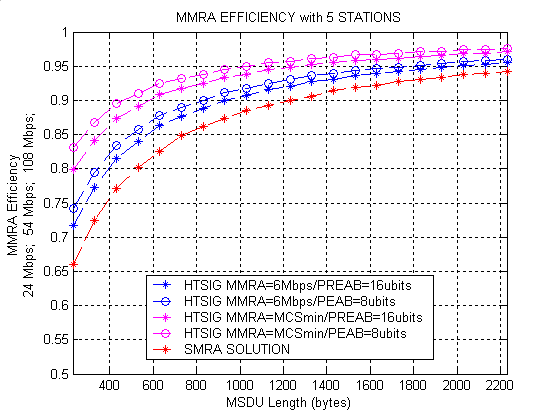 MMRA EFFICIENCY with 5 STATIONS
1
0.95
0.9
0.85
0.8
0.75
0.7
0.65
0.6
0.55
0.5
MMRA Efficiency
24 Mbps;  54 Mbps;  108 Mbps;
HTSIG MMRA=6Mbps/PREAB=16ubits
HTSIG MMRA=6Mbps/PEAB=8ubits
HTSIG MMRA=MCSmin/PREAB=16ubits
HTSIG MMRA=MCSmin/PEAB=8ubits
SMRA SOLUTION
400 600 800 1000 1200 1400 1600 1800 2000 2200
MSDU Length (bytes)